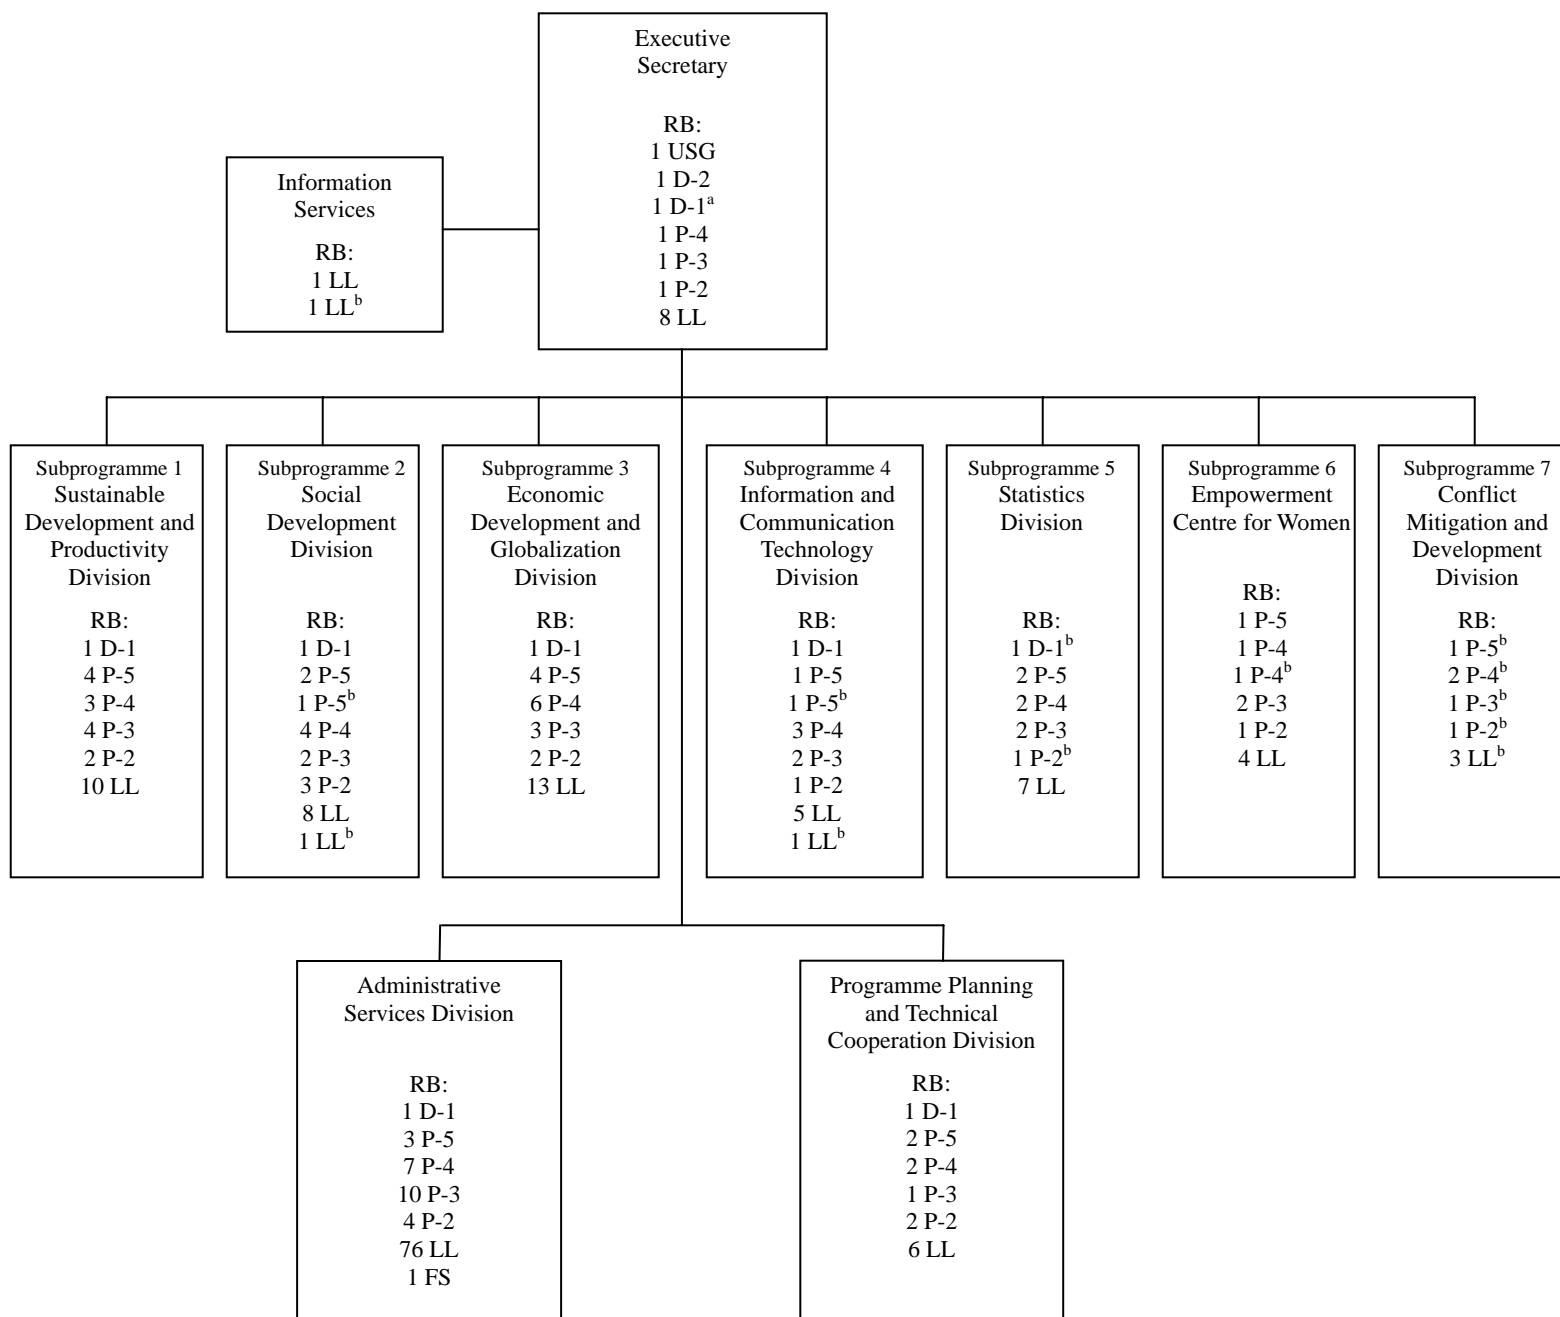 Executive
Secretary
RB:
1 USG
1 D-2
1 D-1ᵃ
1 P-4
1 P-3
1 P-2
8 LL
Information
Services
RB:
1 LL
1 LLᵇ
Subprogramme 1
Sustainable
Development and
Productivity
Division
RB:
1 D-1
4 P-5
3 P-4
4 P-3
2 P-2
10 LL
Subprogramme 2
Social
Development
Division
RB:
1 D-1
2 P-5
1 P-5ᵇ
4 P-4
2 P-3
3 P-2
8 LL
1 LLᵇ
Subprogramme 3
Economic
Development and
Globalization
Division
RB:
1 D-1
4 P-5
6 P-4
3 P-3
2 P-2
13 LL
Subprogramme 4
Information and
Communication
Technology
Division
RB:
1 D-1
1 P-5
1 P-5ᵇ
3 P-4
2 P-3
1 P-2
5 LL
1 LLᵇ
Subprogramme 5
Statistics
Division
RB:
1 D-1ᵇ
2 P-5
2 P-4
2 P-3
1 P-2ᵇ
7 LL
Subprogramme 6
Empowerment
Centre for Women
RB:
1 P-5
1 P-4
1 P-4ᵇ
2 P-3
1 P-2
4 LL
Subprogramme 7
Conflict
Mitigation and
Development
Division
RB:
1 P-5ᵇ
2 P-4ᵇ
1 P-3ᵇ
1 P-2ᵇ
3 LLᵇ
Administrative
Services Division
RB:
1 D-1
3 P-5
7 P-4
10 P-3
4 P-2
76 LL
1 FS
Programme Planning
and Technical
Cooperation Division
RB:
1 D-1
2 P-5
2 P-4
1 P-3
2 P-2
6 LL